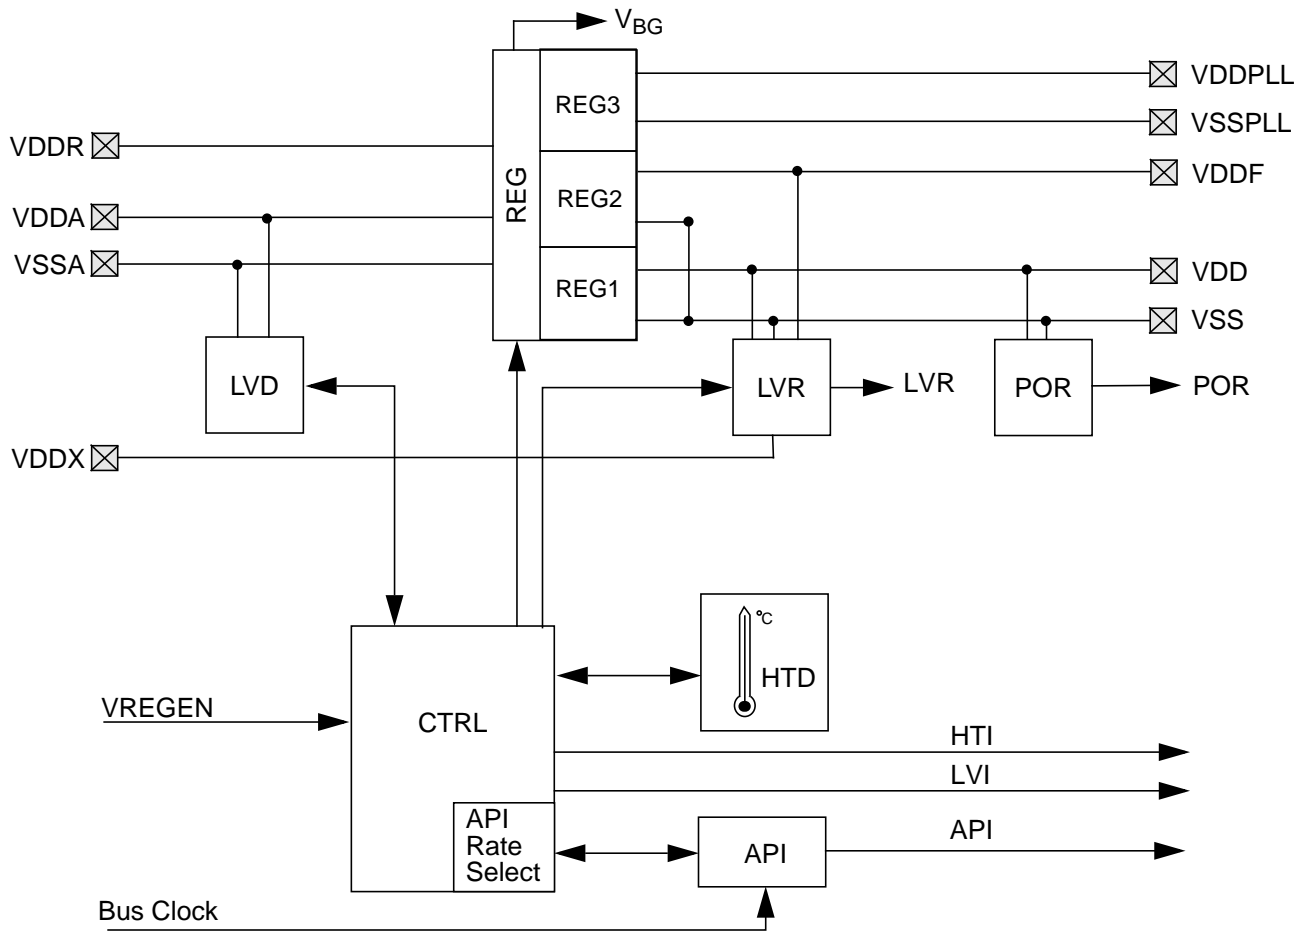 VBG
REG
REG3
REG2
REG1
VDDPLL
VSSPLL
VDDF
VDD
VSS
VDDR
VDDA
VSSA
LVD
LVR
LVR
POR
POR
VDDX
°C
HTD
VREGEN
CTRL
HTI
LVI
API
Rate
Select
API
API
Bus Clock